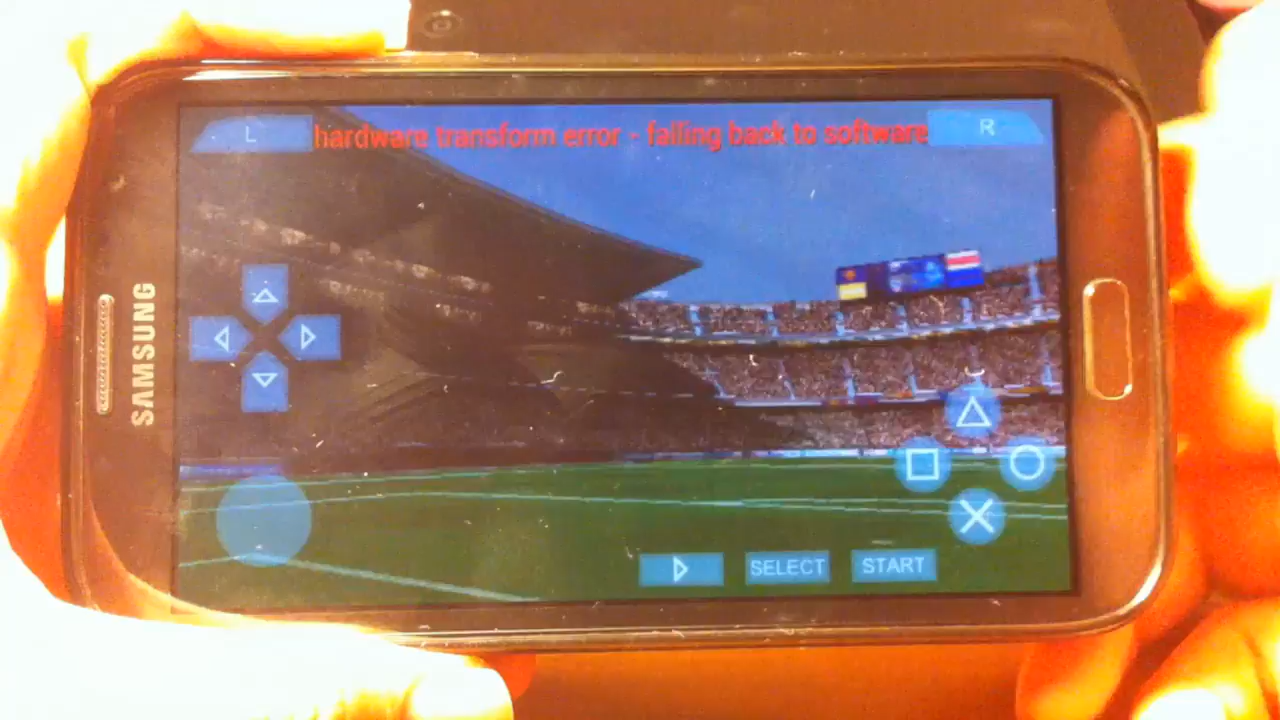 L
hardware transform error - falling back to software
R
SAMSUNG
SELECT
START